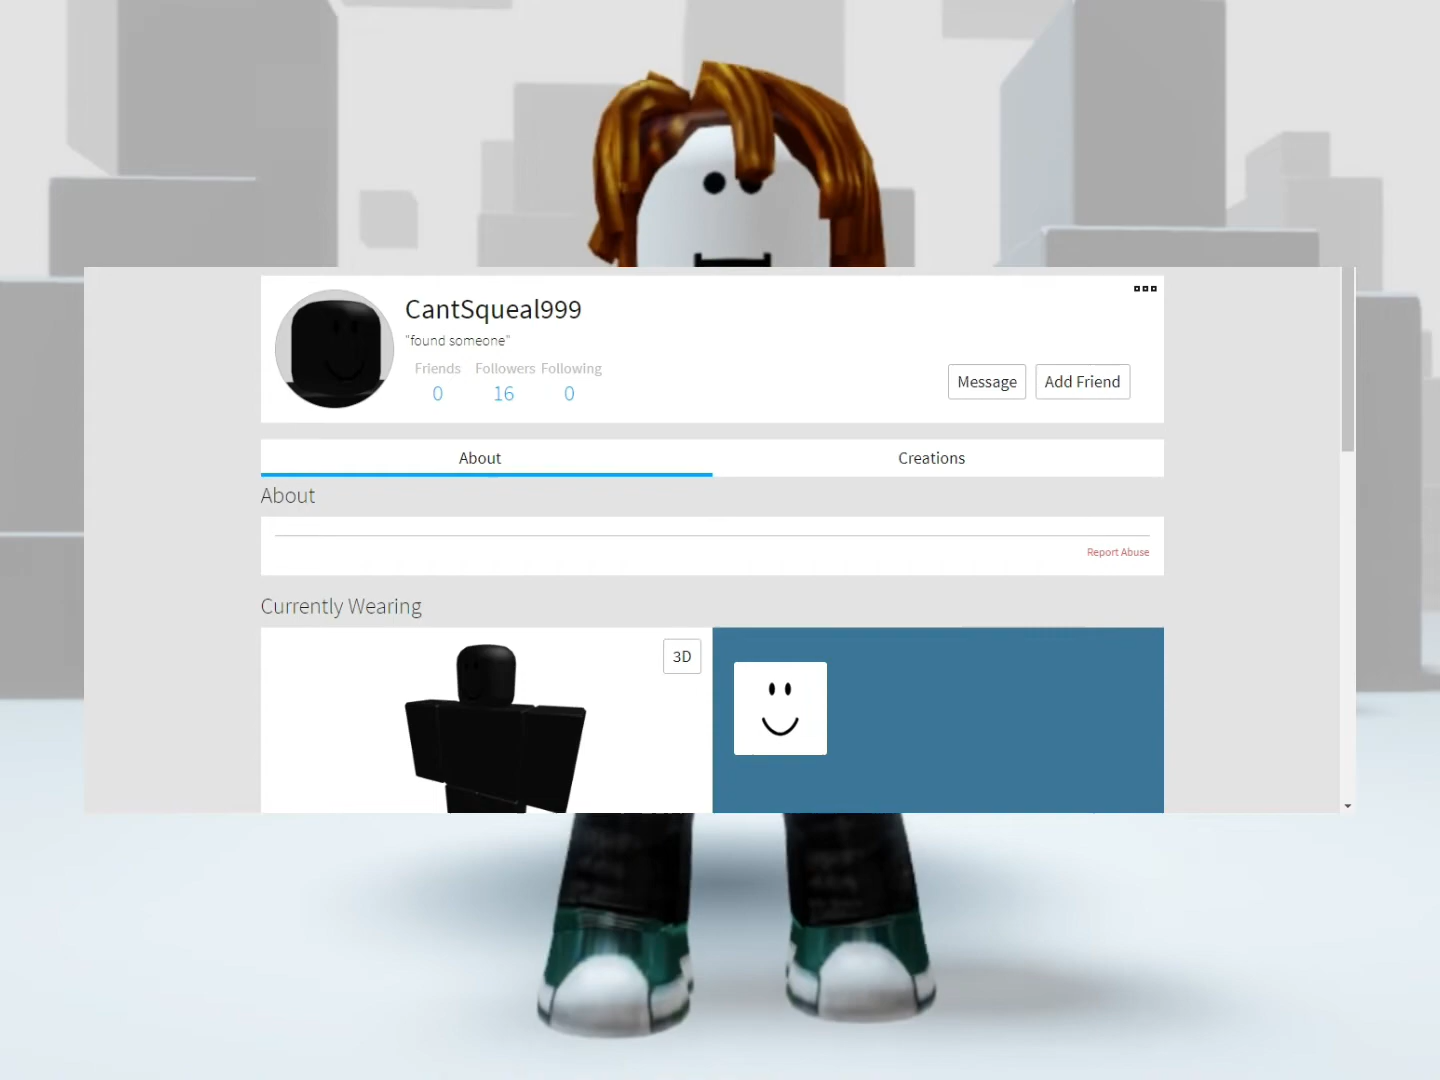 CantSqueal999
"found someone"
Friends Followers Following
0 16 0
Message Add Friend
About Creations
About
Report Abuse
Currently Wearing
3D